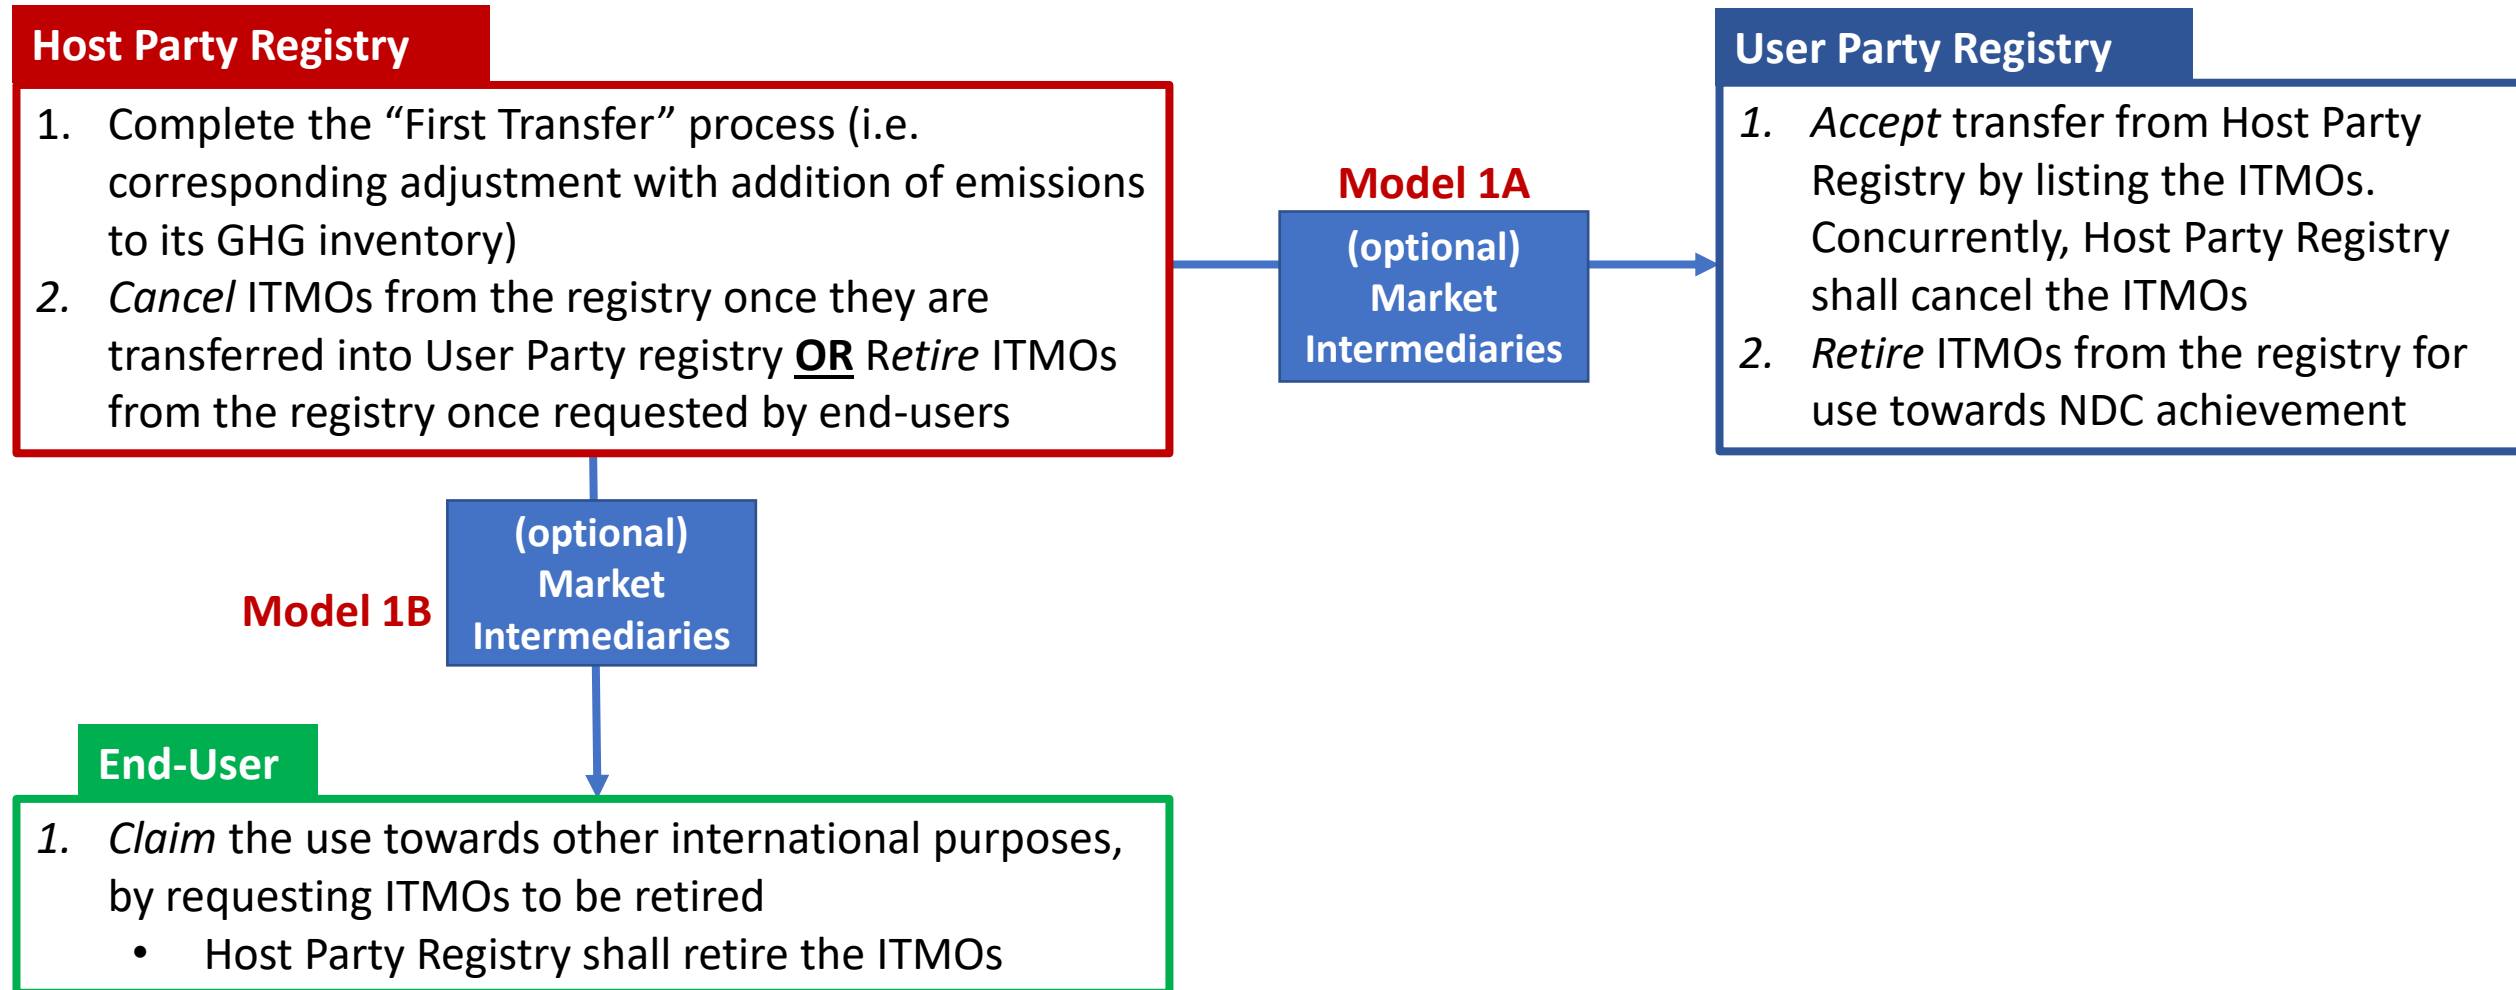 Host Party Registry
1. Complete the “First Transfer” process (i.e.
corresponding adjustment with addition of emissions
to its GHG inventory)
2. Cancel ITMOs from the registry once they are
transferred into User Party registry OR Retire ITMOs
from the registry once requested by end-users
Model 1A
(optional)
Market
Intermediaries
User Party Registry
1. Accept transfer from Host Party
Registry by listing the ITMOs.
Concurrently, Host Party Registry
shall cancel the ITMOs
2. Retire ITMOs from the registry for
use towards NDC achievement
Model 1B
(optional)
Market
Intermediaries
End-User
1. Claim the use towards other international purposes,
by requesting ITMOs to be retired
• Host Party Registry shall retire the ITMOs